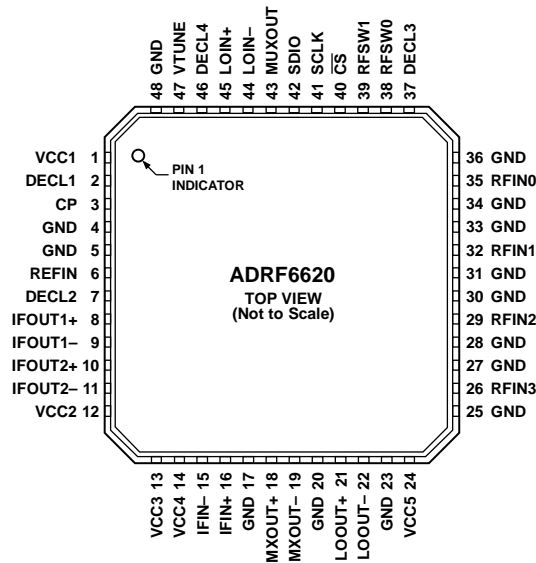 48 GND
47 VTUNE
46 DECL4
45 LOIN+
44 LOIN–
43 MUXOUT
42 SDIO
41 SCLK
40 CS
39 RFSW1
38 RFSW0
37 DECL3
VCC1 1
DECL1 2
CP 3
GND 4
GND 5
REFIN 6
DECL2 7
IFOUT1+ 8
IFOUT1– 9
IFOUT2+ 10
IFOUT2– 11
VCC2 12
PIN 1
INDICATOR
ADRF6620
TOP VIEW
(Not to Scale)
36 GND
35 RFIN0
34 GND
33 GND
32 RFIN1
31 GND
30 GND
29 RFIN2
28 GND
27 GND
26 RFIN3
25 GND
VCC3 13
VCC4 14
IFIN– 15
IFIN+ 16
GND 17
MXOUT+ 18
MXOUT– 19
GND 20
LOOUT+ 21
LOOUT– 22
GND 23
VCC5 24